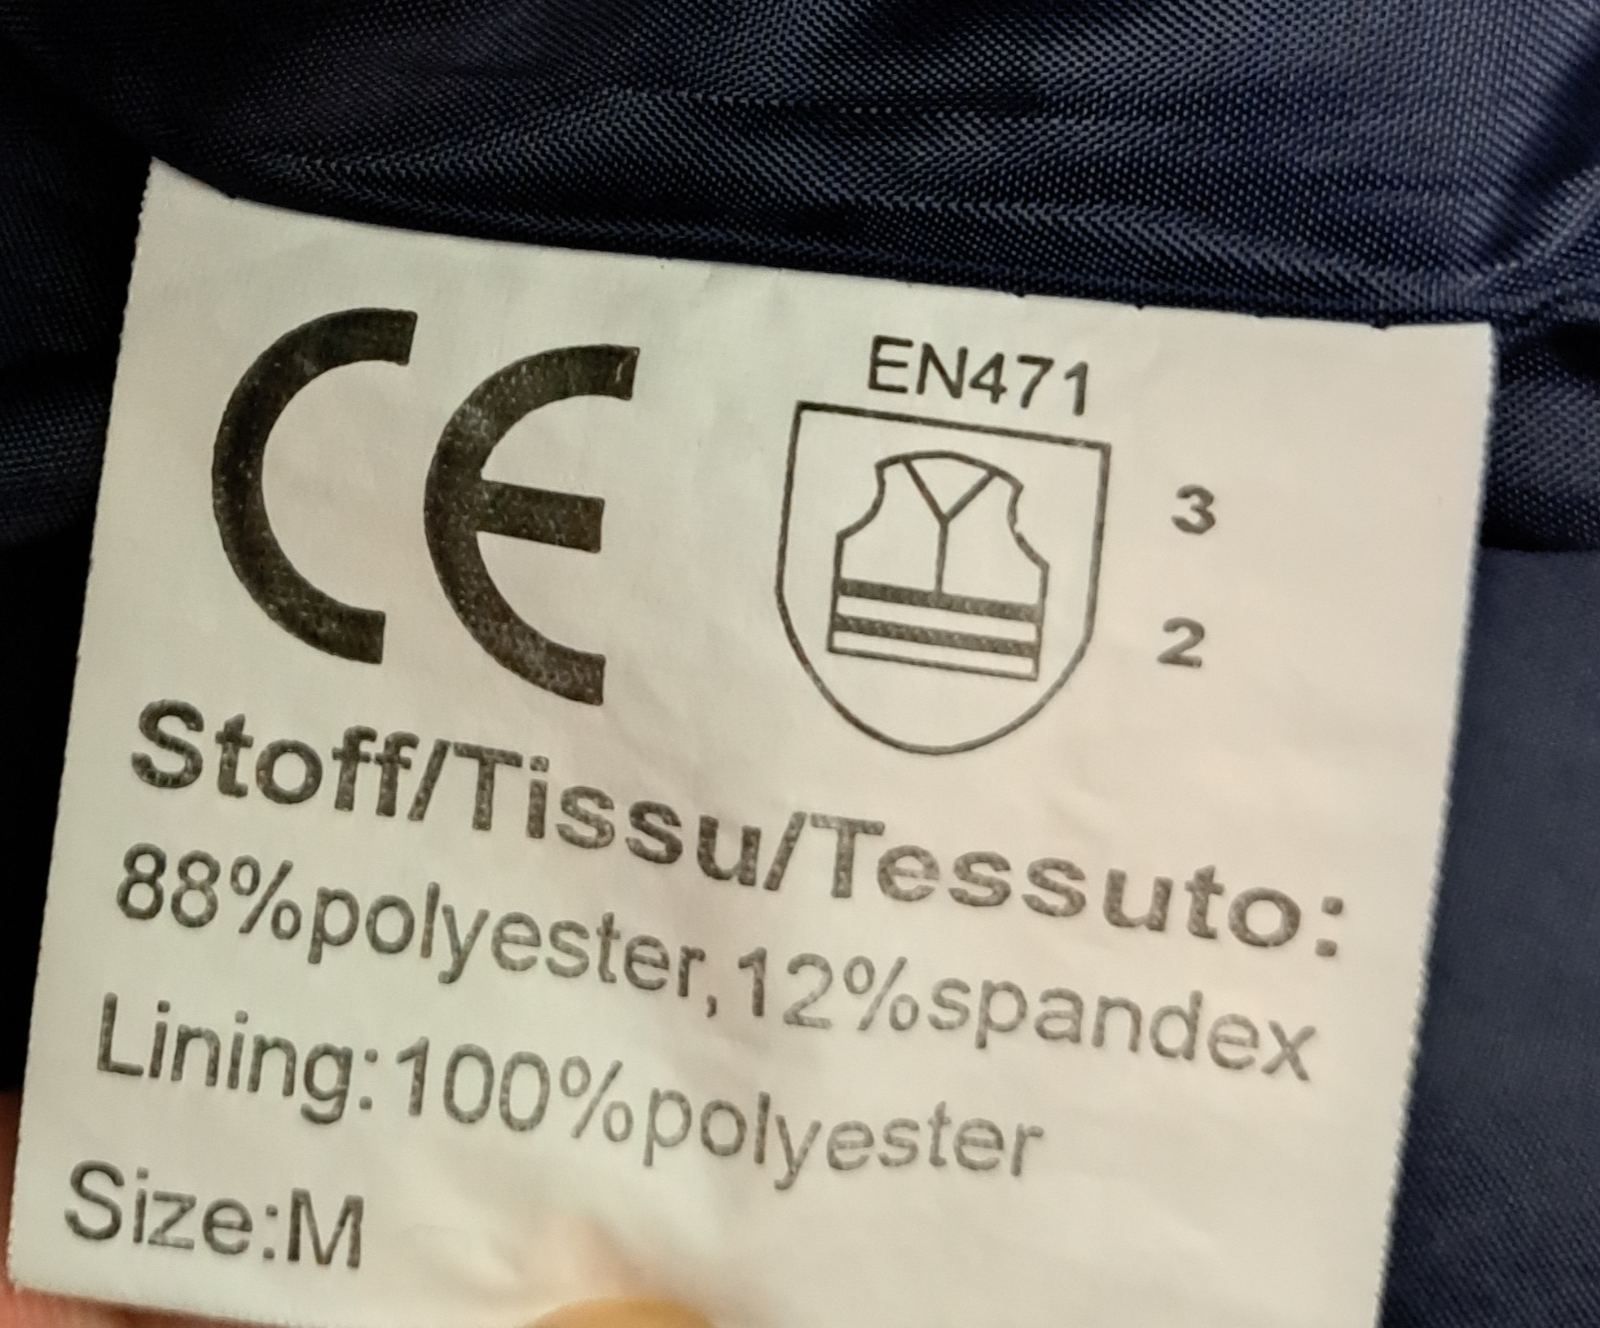 CE
EN471
3
2
Stoff/Tissu/Tessuto:
88%polyester,12%spandex
Lining:100%polyester
Size:M